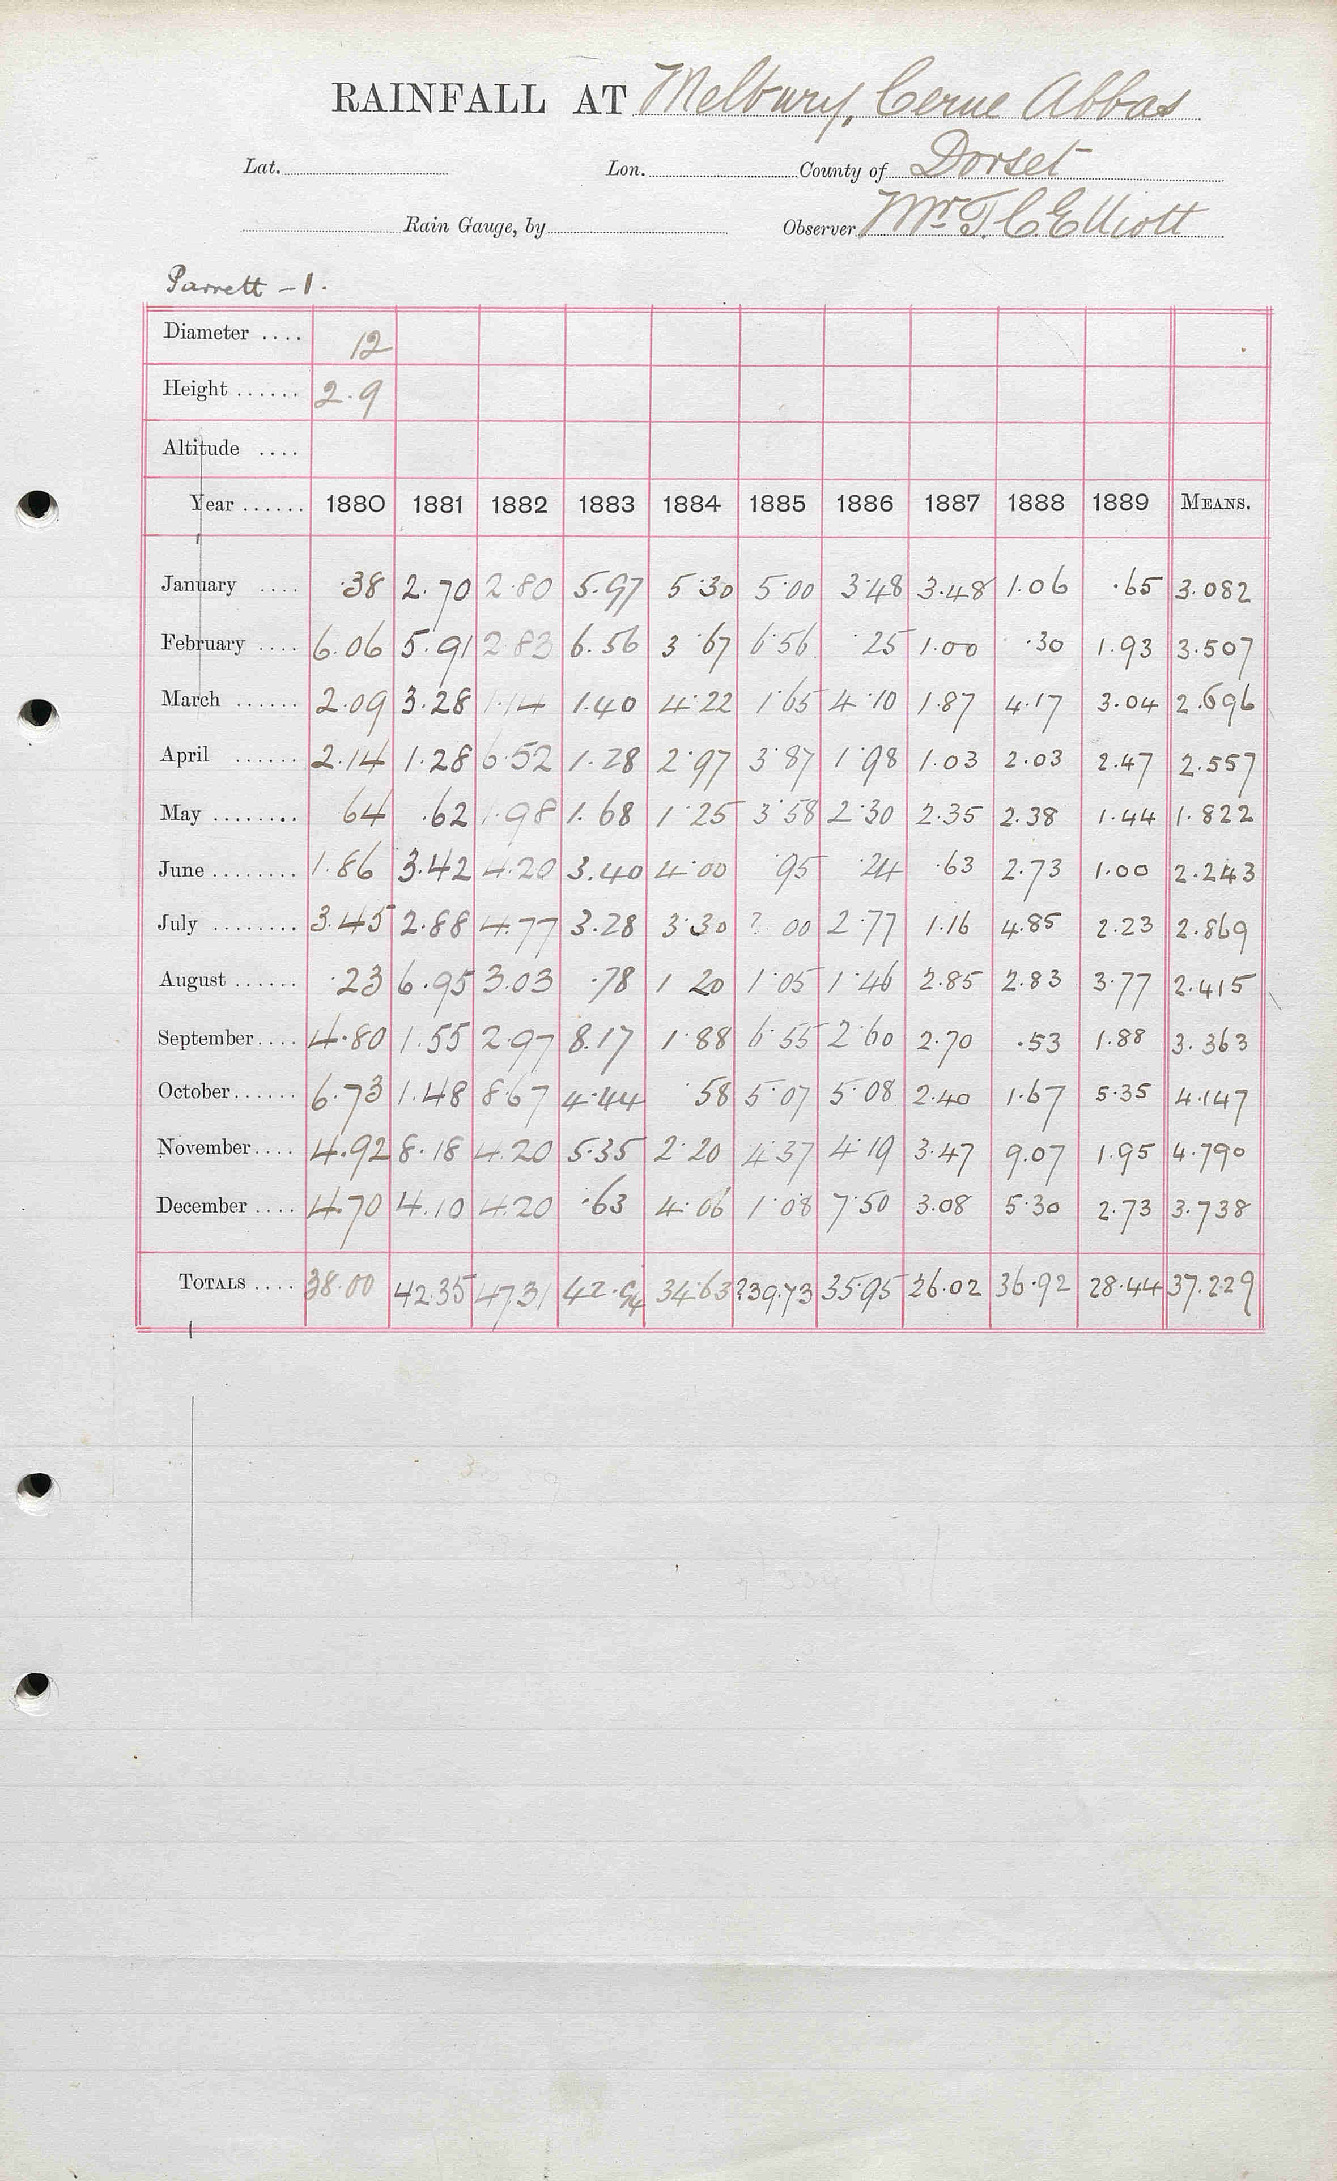 RAINFALL AT Melbury, Cerne Abbas
Lat. Lon. County of Dorset
Rain Gauge, by Observer Mr T. C. Elliott
Parrett - 1.
Diameter .... 12
Height ...... 2.9
Altitude ....
Year ...... 1880 1881 1882 1883 1884 1885 1886 1887 1888 1889 MEANS.
January .... .38 2.70 2.80 5.97 5.30 5.00 3.48 3.48 1.06 .65 3.082
February .... 6.06 5.91 2.83 6.56 3 67 6.56 25 1.00 .30 1.93 3.507
March ...... 2.09 3.28 1.14 1.40 4.22 1.65 4.10 1.87 4.17 3.04 2.696
April ...... 2.14 1.28 6.52 1.28 2.97 3.87 1.98 1.03 2.03 2.47 2.557
May ........ 64 .62 1.98 1.68 1.25 3.58 2.30 2.35 2.38 1.44 1.822
June ........ 1.86 3.42 4.20 3.40 4.00 .95 .24 .63 2.73 1.00 2.243
July ........ 3.45 2.88 4.77 3.28 3.30 ? 00 2.77 1.16 4.85 2.23 2.869
August ...... .23 6.95 3.03 .78 1 20 1.05 1.46 2.85 2.83 3.77 2.415
September .... 4.80 1.55 2.97 8.17 1.88 6.55 2.60 2.70 .53 1.88 3.363
October ...... 6.73 1.48 8.67 4.44 .58 5.07 5.08 2.40 1.67 5.35 4.147
November .... 4.92 8.18 4.20 5.35 2.20 4.37 4.19 3.47 9.07 1.95 4.790
December .... 4.70 4.10 4.20 .63 4.06 1.08 7.50 3.08 5.30 2.73 3.738
TOTALS .... 38.00 42.35 47.31 42.94 34.63 ?39.73 35.95 26.02 36.92 28.44 37.229